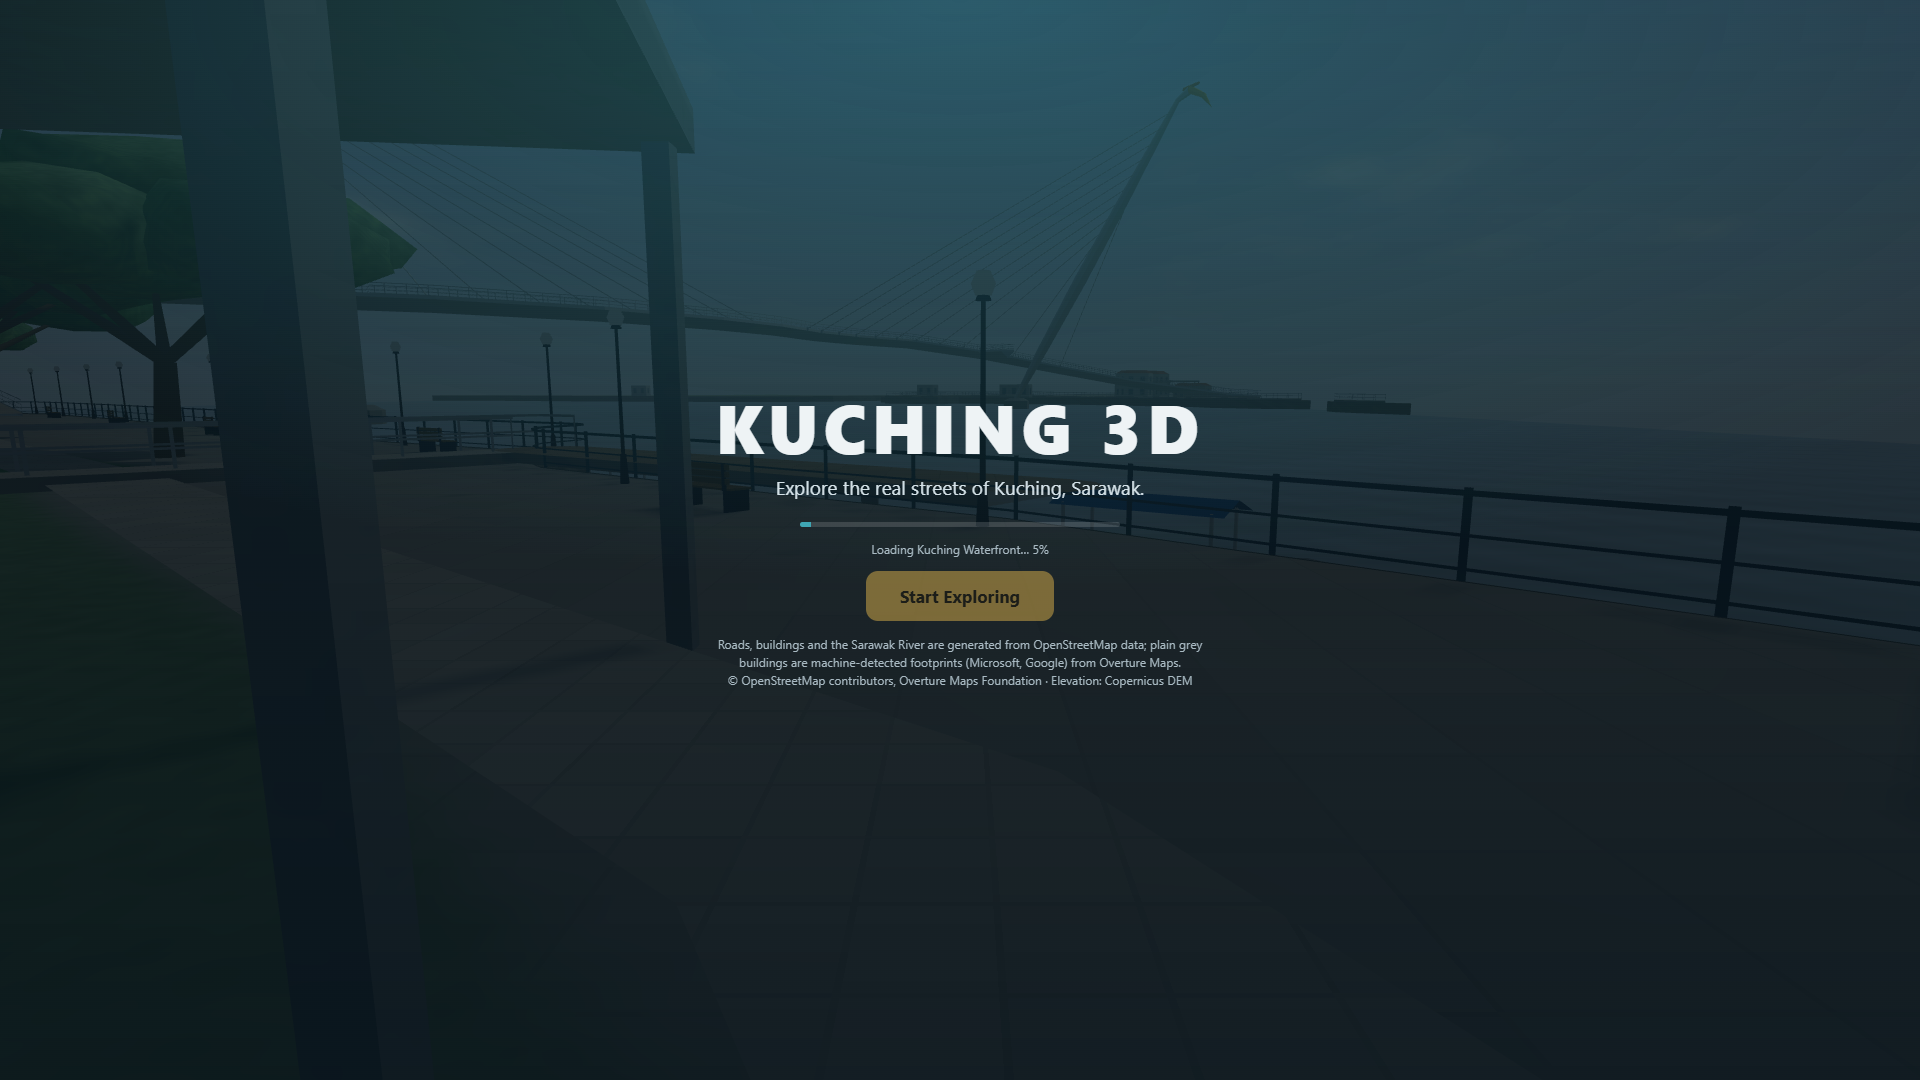 KUCHING 3D
Explore the real streets of Kuching, Sarawak.
Loading Kuching Waterfront... 5%
Start Exploring
Roads, buildings and the Sarawak River are generated from OpenStreetMap data; plain grey
buildings are machine-detected footprints (Microsoft, Google) from Overture Maps.
© OpenStreetMap contributors, Overture Maps Foundation · Elevation: Copernicus DEM